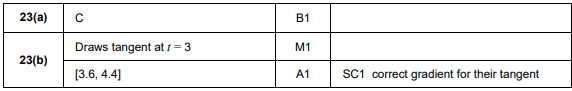 23(a) C B1
Draws tangent at t = 3 M1
23(b)
[3.6, 4.4] A1 SC1 correct gradient for their tangent